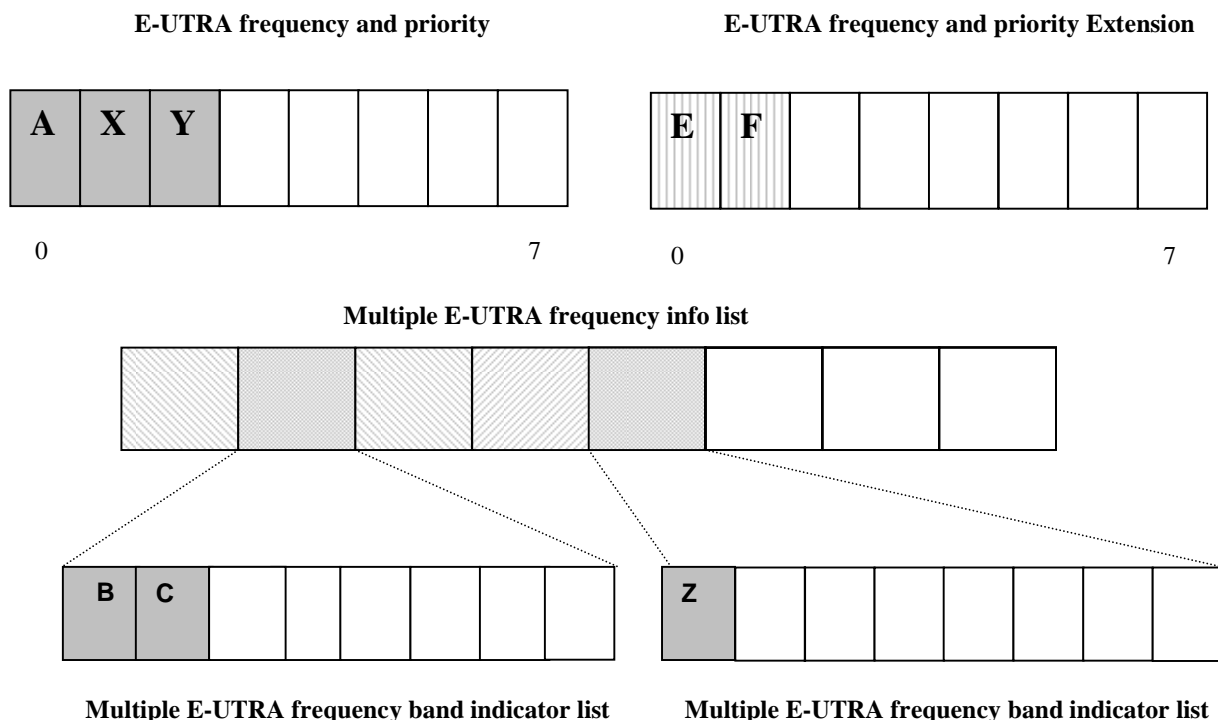 E-UTRA frequency and priority
E-UTRA frequency and priority Extension
A X Y
E F
0 7
0 7
Multiple E-UTRA frequency info list
B C
Z
Multiple E-UTRA frequency band indicator list
Multiple E-UTRA frequency band indicator list